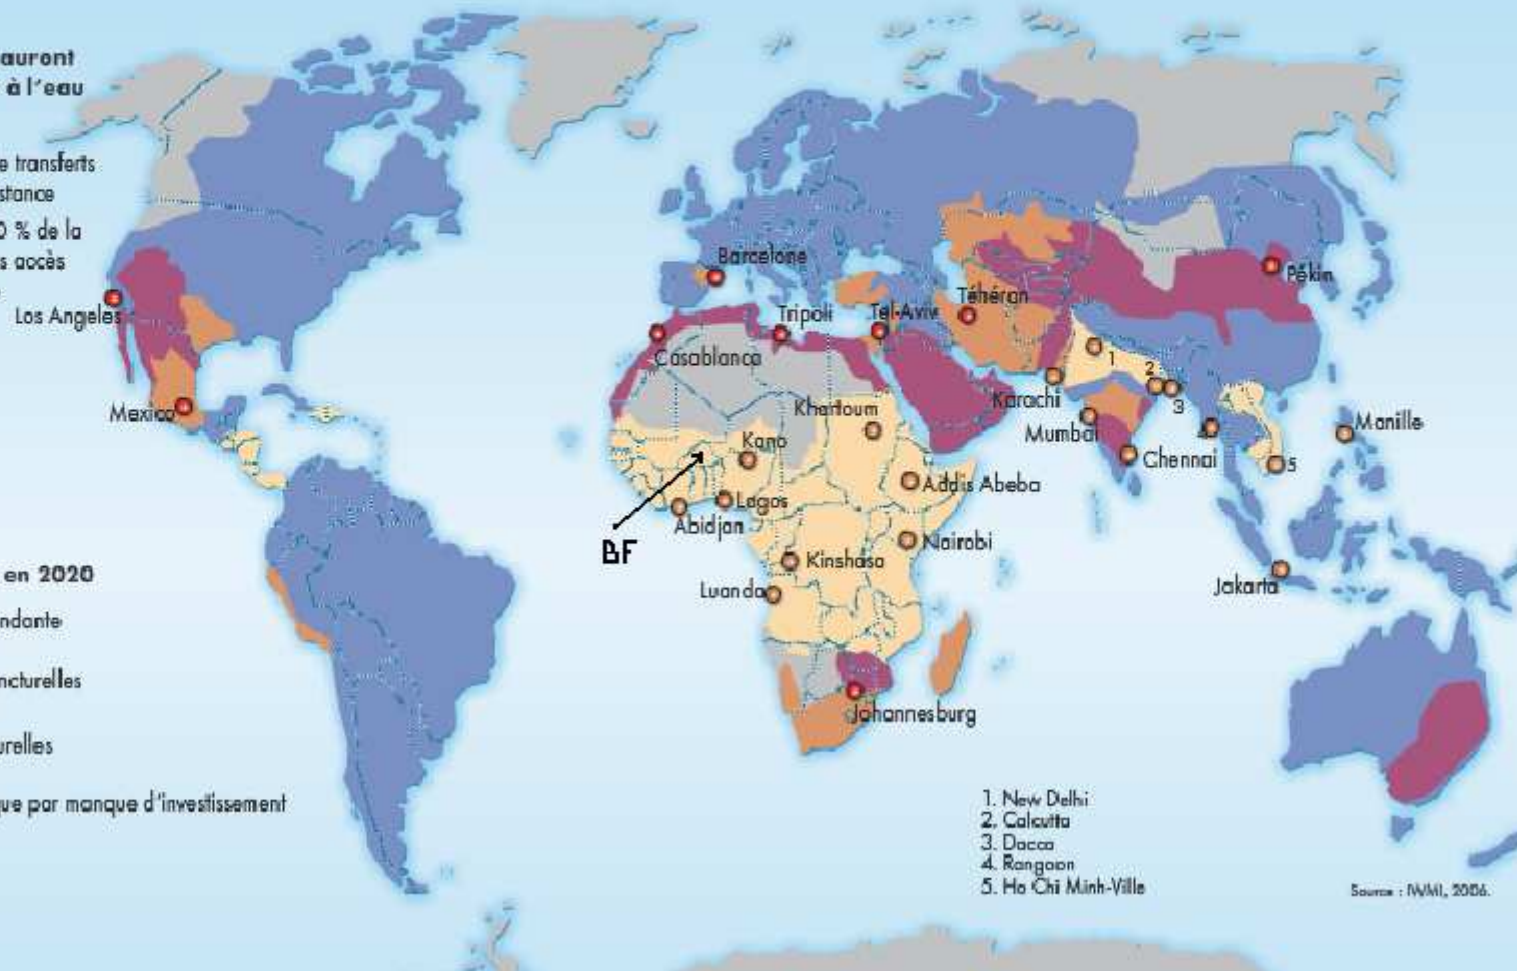 auront
à l'eau
e transferts
stance
0 % de la
s accès
en 2020
ndante
ncturelles
urelles
ue par manque d'investissement
Los Angeles
Mexico
Barcelone
Casablanca
Tripoli
Tel-Aviv
Téhéran
Pékin
Karachi
1
2
3
4
5
Mumbai
Chennai
Manille
Khartoum
Kano
Addis Abeba
Lagos
Abidjan
BF
Nairobi
Kinshasa
Luanda
Jakarta
Johannesburg
1. New Delhi
2. Calcutta
3. Dacca
4. Rangoon
5. Ho Chi Minh-Ville
Source : IWMI, 2006.